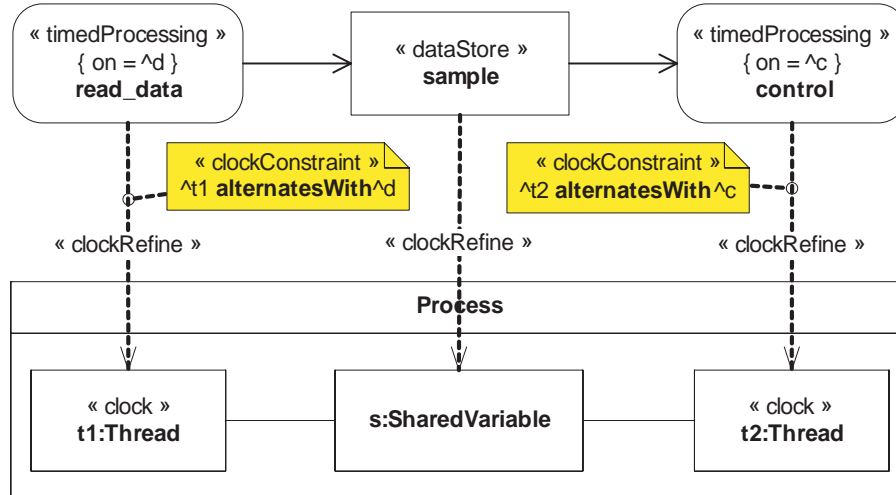 « timedProcessing »
{ on = ^d }
read_data
« dataStore »
sample
« timedProcessing »
{ on = ^c }
control
« clockConstraint »
^t1 alternatesWith^d
« clockConstraint »
^t2 alternatesWith^c
« clockRefine »
« clockRefine »
« clockRefine »
Process
« clock »
t1:Thread
s:SharedVariable
« clock »
t2:Thread